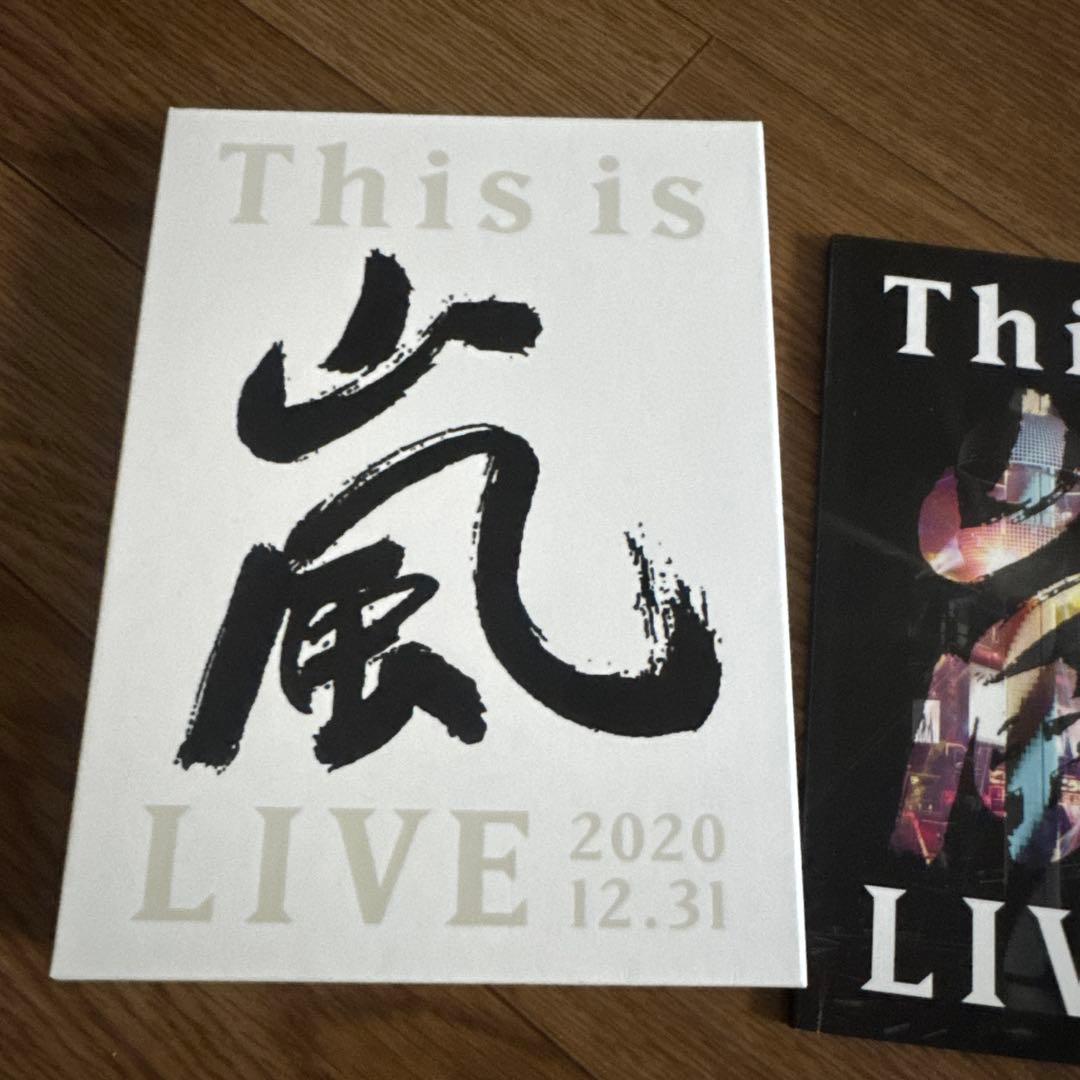 This is
嵐
LIVE 2020
12.31
Thi
LIV